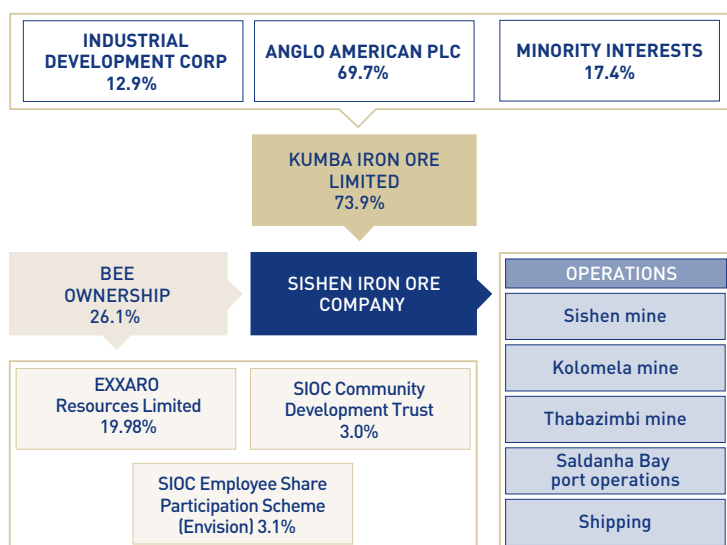 INDUSTRIAL
DEVELOPMENT CORP
12.9%
ANGLO AMERICAN PLC
69.7%
MINORITY INTERESTS
17.4%
KUMBA IRON ORE
LIMITED
73.9%
BEE
OWNERSHIP
26.1%
SISHEN IRON ORE
COMPANY
OPERATIONS
Sishen mine
Kolomela mine
Thabazimbi mine
Saldanha Bay
port operations
Shipping
EXXARO
Resources Limited
19.98%
SIOC Community
Development Trust
3.0%
SIOC Employee Share
Participation Scheme
(Envision) 3.1%